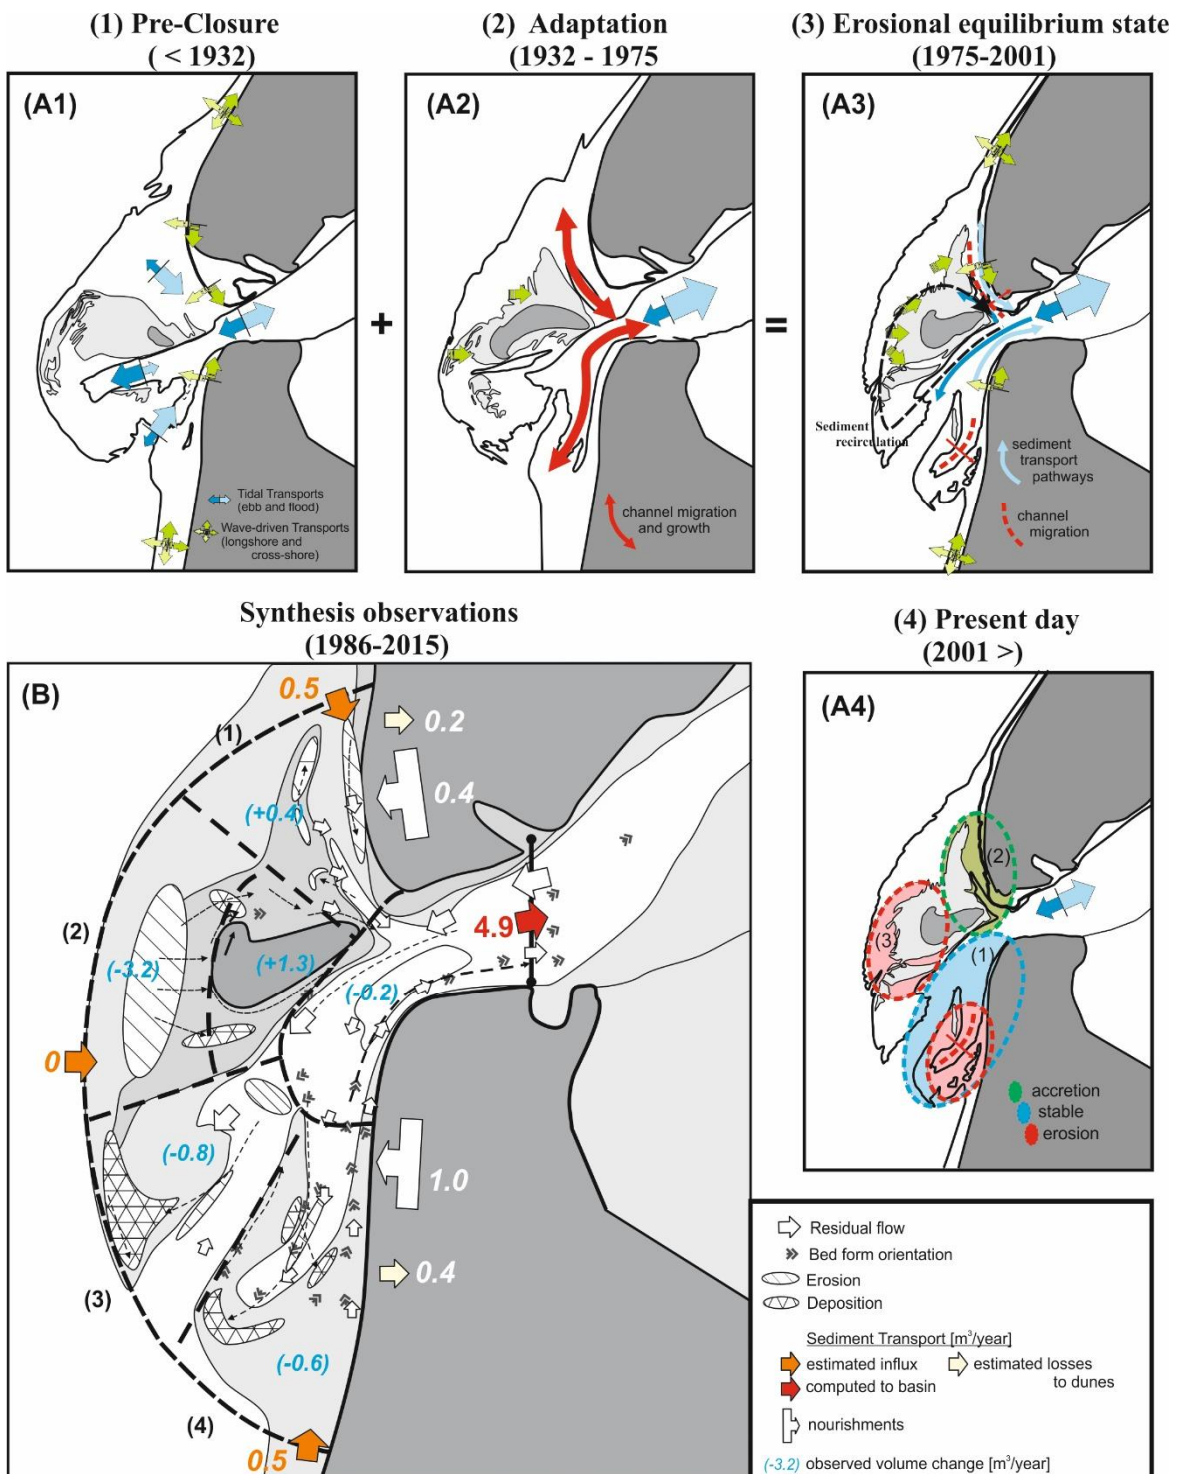 (1) Pre-Closure
( < 1932)
(2) Adaptation
(1932 - 1975
(3) Erosional equilibrium state
(1975-2001)
(A1)
Tidal Transports
(ebb and flood)
Wave-driven Transports
(longshore and
cross-shore)
+
(A2)
channel migration
and growth
=
(A3)
Sediment
recirculation
sediment
transport
pathways
channel
migration
Synthesis observations
(1986-2015)
(B)
0.5
(1)
0.2
0.4
(+0.4)
(2)
4.9
(-3.2)
(+1.3)
(-0.2)
0
(-0.8)
1.0
0.4
(3)
(-0.6)
(4)
0.5
(4) Present day
(2001 >)
(A4)
(2)
(3)
(1)
accretion
stable
erosion
Residual flow
Bed form orientation
Erosion
Deposition
Sediment Transport [m³/year]
estimated influx
estimated losses
to dunes
computed to basin
nourishments
(-3.2) observed volume change [m³/year]